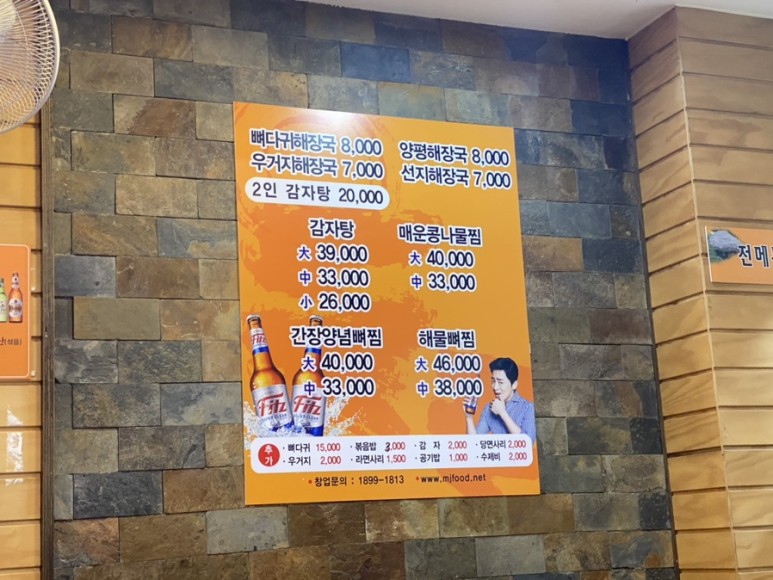 뼈다귀해장국 8,000
우거지해장국 7,000
양평해장국 8,000
선지해장국 7,000
2인 감자탕 20,000
감자탕
大 39,000
中 33,000
小 26,000
매운콩나물찜
大 40,000
中 33,000
간장양념뼈찜
大 40,000
中 33,000
해물뼈찜
大 46,000
中 38,000
Fitz
Fitz
추가
· 뼈다귀 15,000 · 볶음밥 3,000 · 감 자 2,000 · 당면사리 2,000
· 우거지 2,000 · 라면사리 1,500 · 공기밥 1,000 · 수제비 2,000
• 창업문의 : 1899-1813 • www.mjfood.net
전메